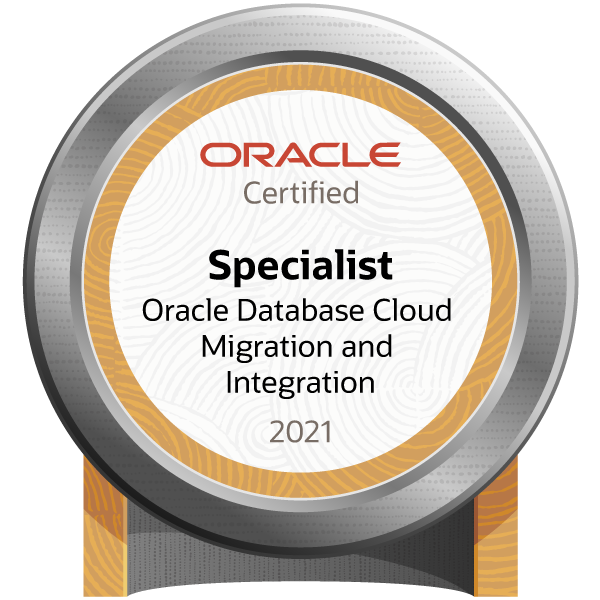 ORACLE
Certified
Specialist
Oracle Database Cloud
Migration and
Integration
2021